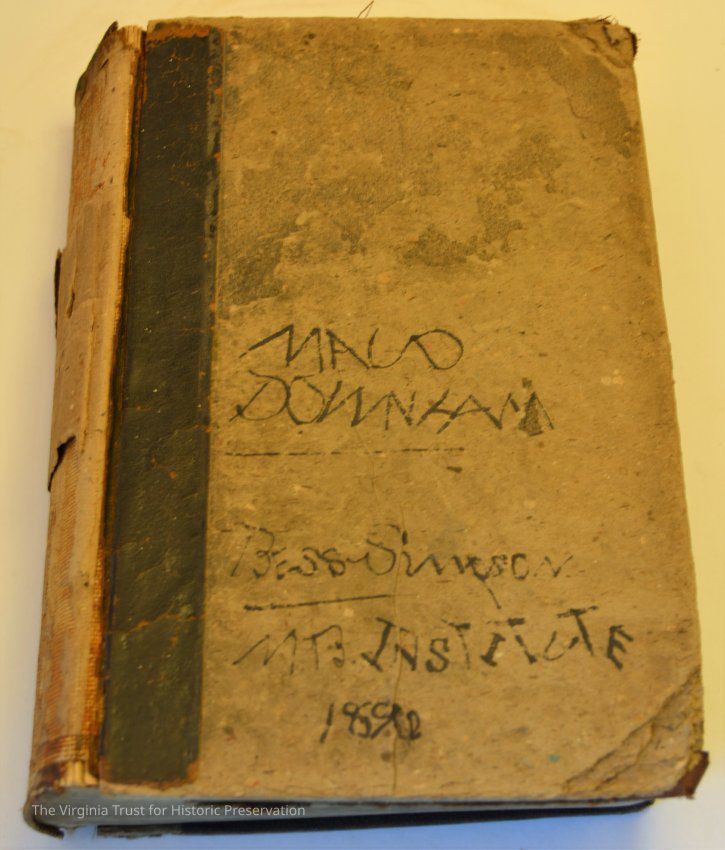 MAUD
DOWNHAM
Bess Simpson
MT.B. INSTITUTE
The Virginia Trust for Historic Preservation